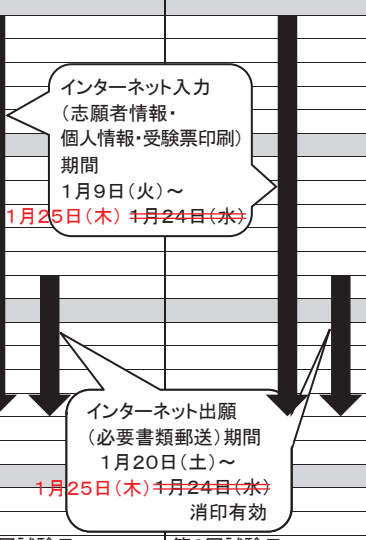 インターネット入力
（志願者情報・
個人情報・受験票印刷）
期間
1月9日（火）～
1月25日（木） 1月24日（水）
インターネット出願
（必要書類郵送）期間
1月20日（土）～
1月25日（木） 1月24日（水）
消印有効